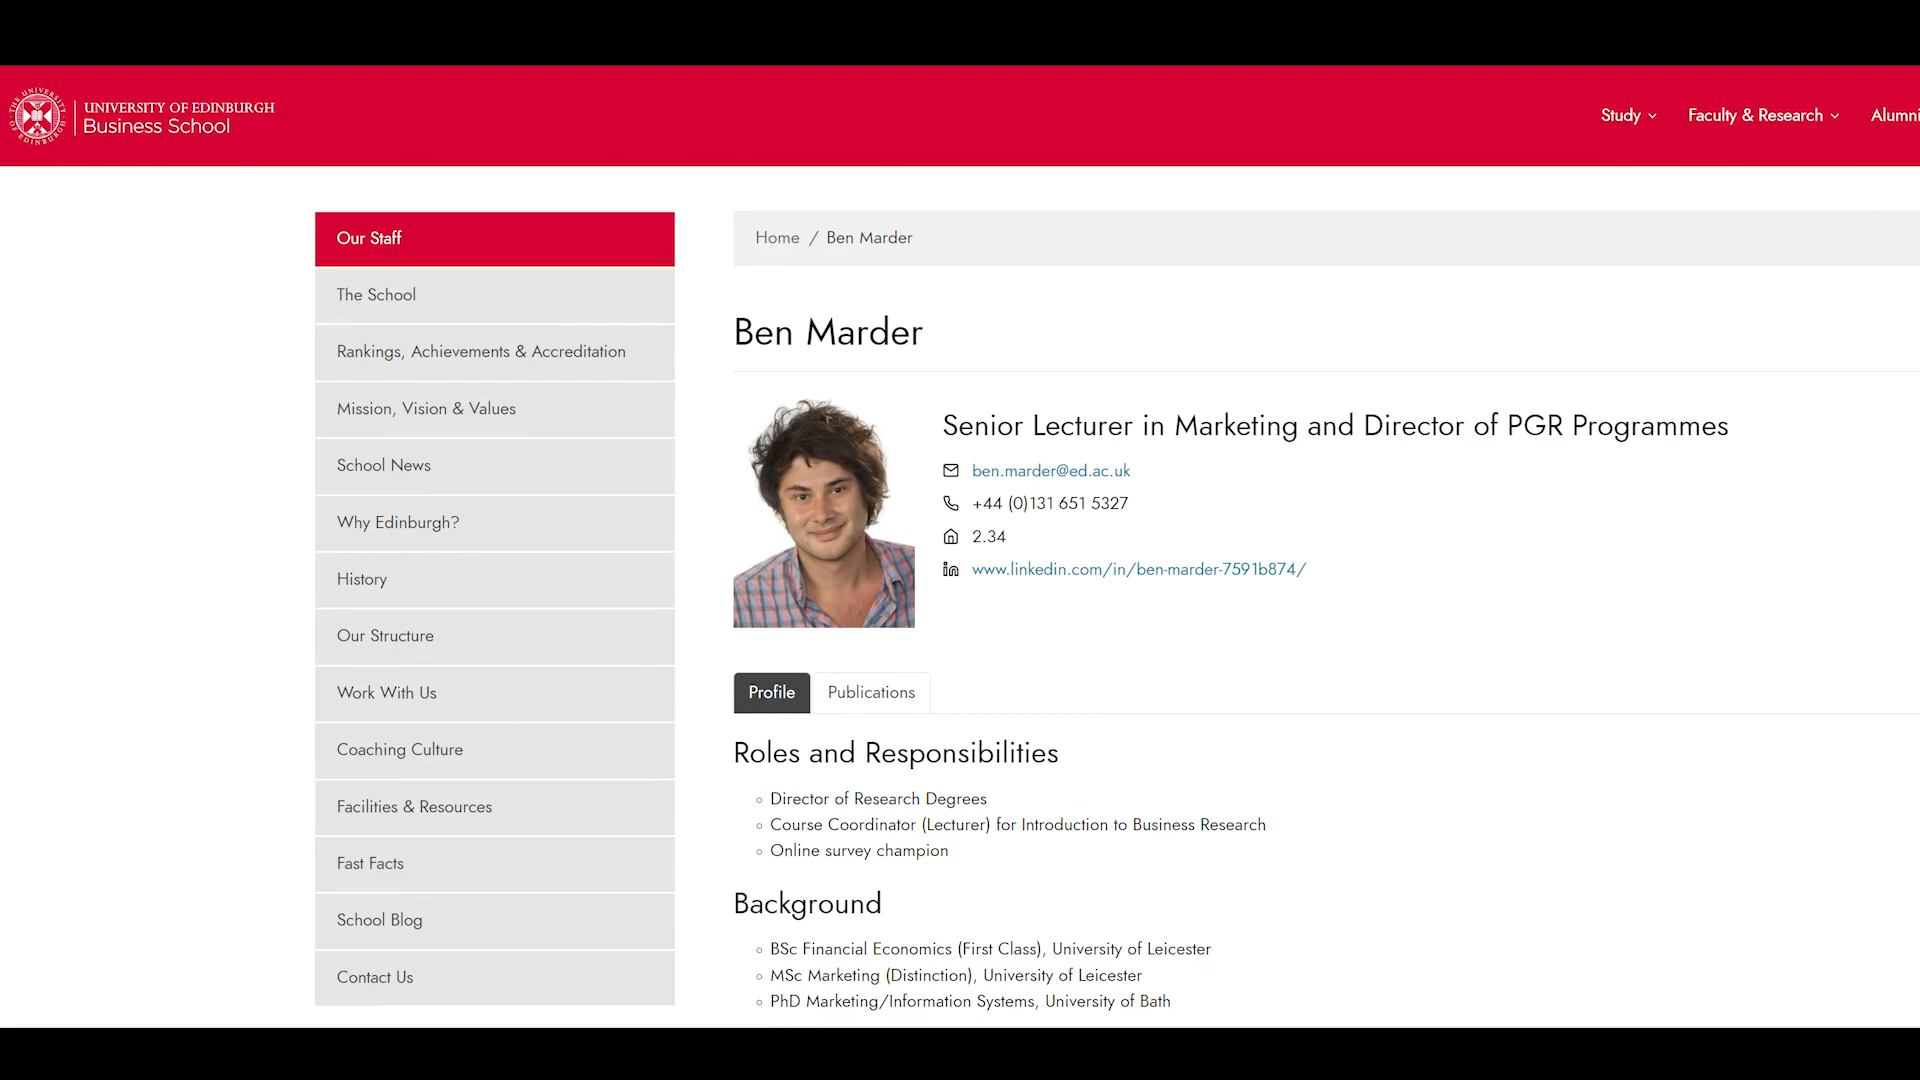 UNIVERSITY OF EDINBURGH
Business School
Study
Faculty & Research
Alumni
Our Staff
The School
Rankings, Achievements & Accreditation
Mission, Vision & Values
School News
Why Edinburgh?
History
Our Structure
Work With Us
Coaching Culture
Facilities & Resources
Fast Facts
School Blog
Contact Us
Home / Ben Marder
Ben Marder
Senior Lecturer in Marketing and Director of PGR Programmes
ben.marder@ed.ac.uk
+44 (0)131 651 5327
2.34
www.linkedin.com/in/ben-marder-7591b874/
Profile
Publications
Roles and Responsibilities
Director of Research Degrees
Course Coordinator (Lecturer) for Introduction to Business Research
Online survey champion
Background
BSc Financial Economics (First Class), University of Leicester
MSc Marketing (Distinction), University of Leicester
PhD Marketing/Information Systems, University of Bath